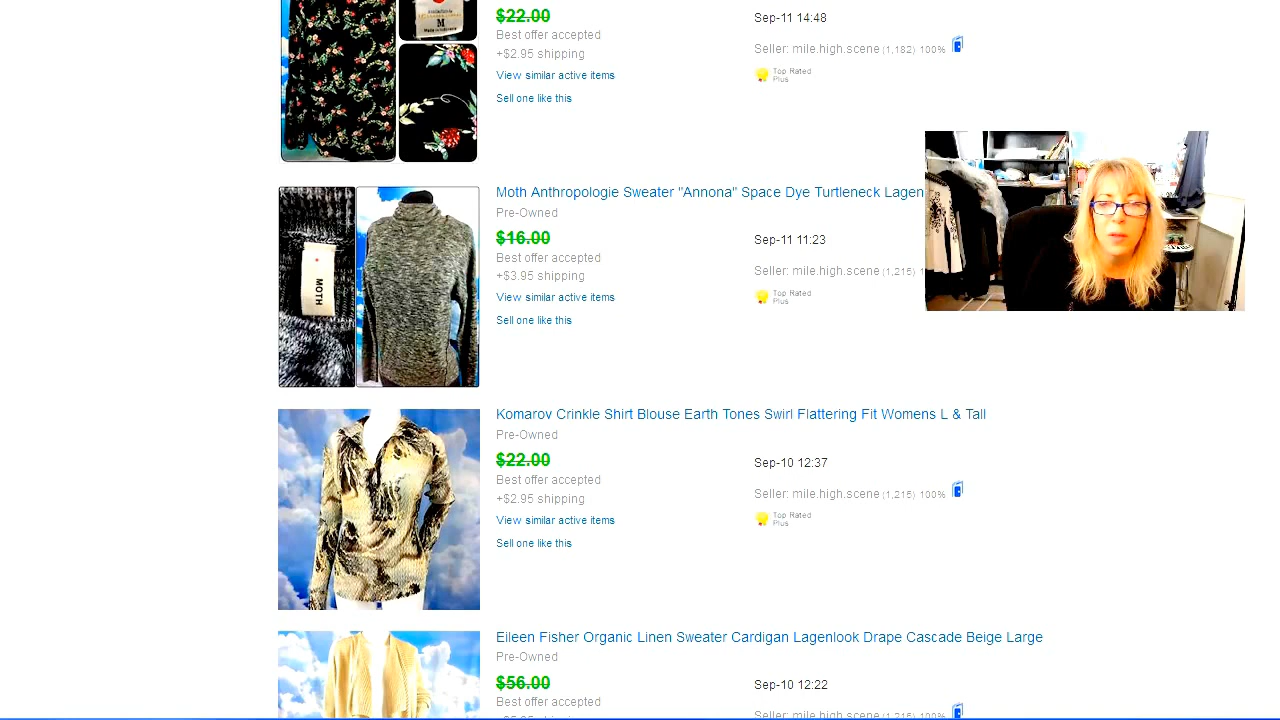 M
$22.00
Sep-11 14:48
Best offer accepted
Seller: mile.high.scene (1,182) 100%
+$2.95 shipping
View similar active items
Top Rated
Plus
Sell one like this
Moth Anthropologie Sweater "Annona" Space Dye Turtleneck Lagen
Pre-Owned
$16.00
Sep-11 11:23
Best offer accepted
Seller: mile.high.scene (1,215) 1
+$3.95 shipping
View similar active items
Top Rated
Plus
Sell one like this
MOTH
Komarov Crinkle Shirt Blouse Earth Tones Swirl Flattering Fit Womens L & Tall
Pre-Owned
$22.00
Sep-10 12:37
Best offer accepted
Seller: mile.high.scene (1,215) 100%
+$2.95 shipping
View similar active items
Top Rated
Plus
Sell one like this
Eileen Fisher Organic Linen Sweater Cardigan Lagenlook Drape Cascade Beige Large
Pre-Owned
$56.00
Sep-10 12:22
Best offer accepted
Seller: mile.high.scene (1,215) 100%